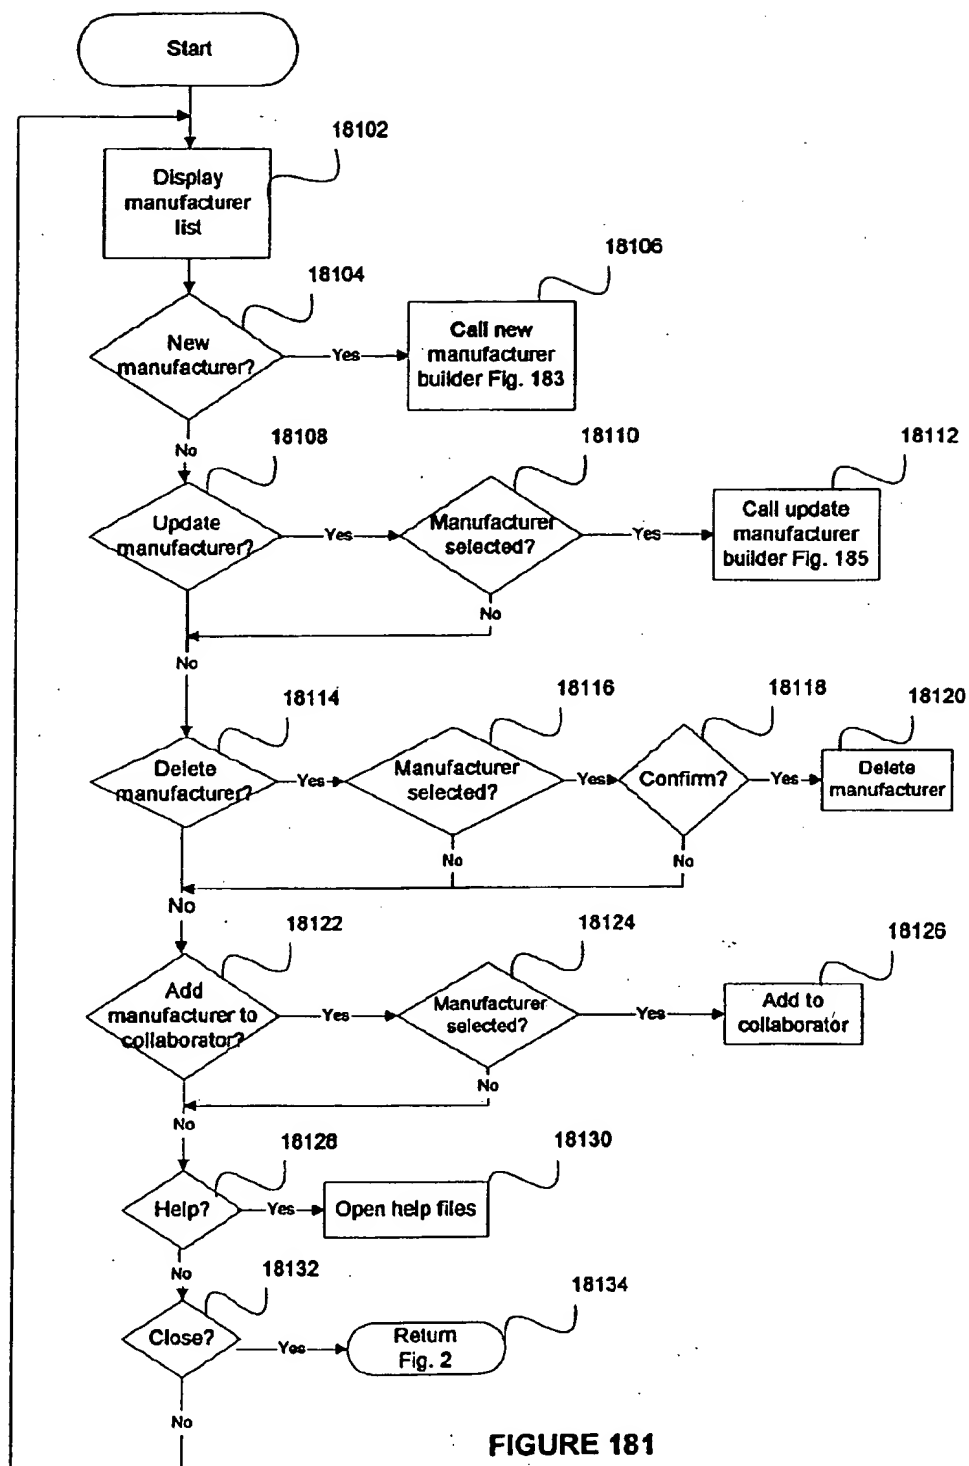 Start
18102
Display
manufacturer
list
18104
18106
New
manufacturer?
Yes
Call new
manufacturer
builder Fig. 183
No
18108
18110
18112
Update
manufacturer?
Yes
Manufacturer
selected?
Yes
Call update
manufacturer
builder Fig. 185
No
No
18114
18116
18118
18120
Delete
manufacturer?
Yes
Manufacturer
selected?
Yes
Confirm?
Yes
Delete
manufacturer
No
No
No
18122
18124
18126
Add
manufacturer to
collaborator?
Yes
Manufacturer
selected?
Yes
Add to
collaborator
No
No
18128
18130
Help?
Yes
Open help files
No
18132
18134
Close?
Yes
Return
Fig. 2
No
FIGURE 181